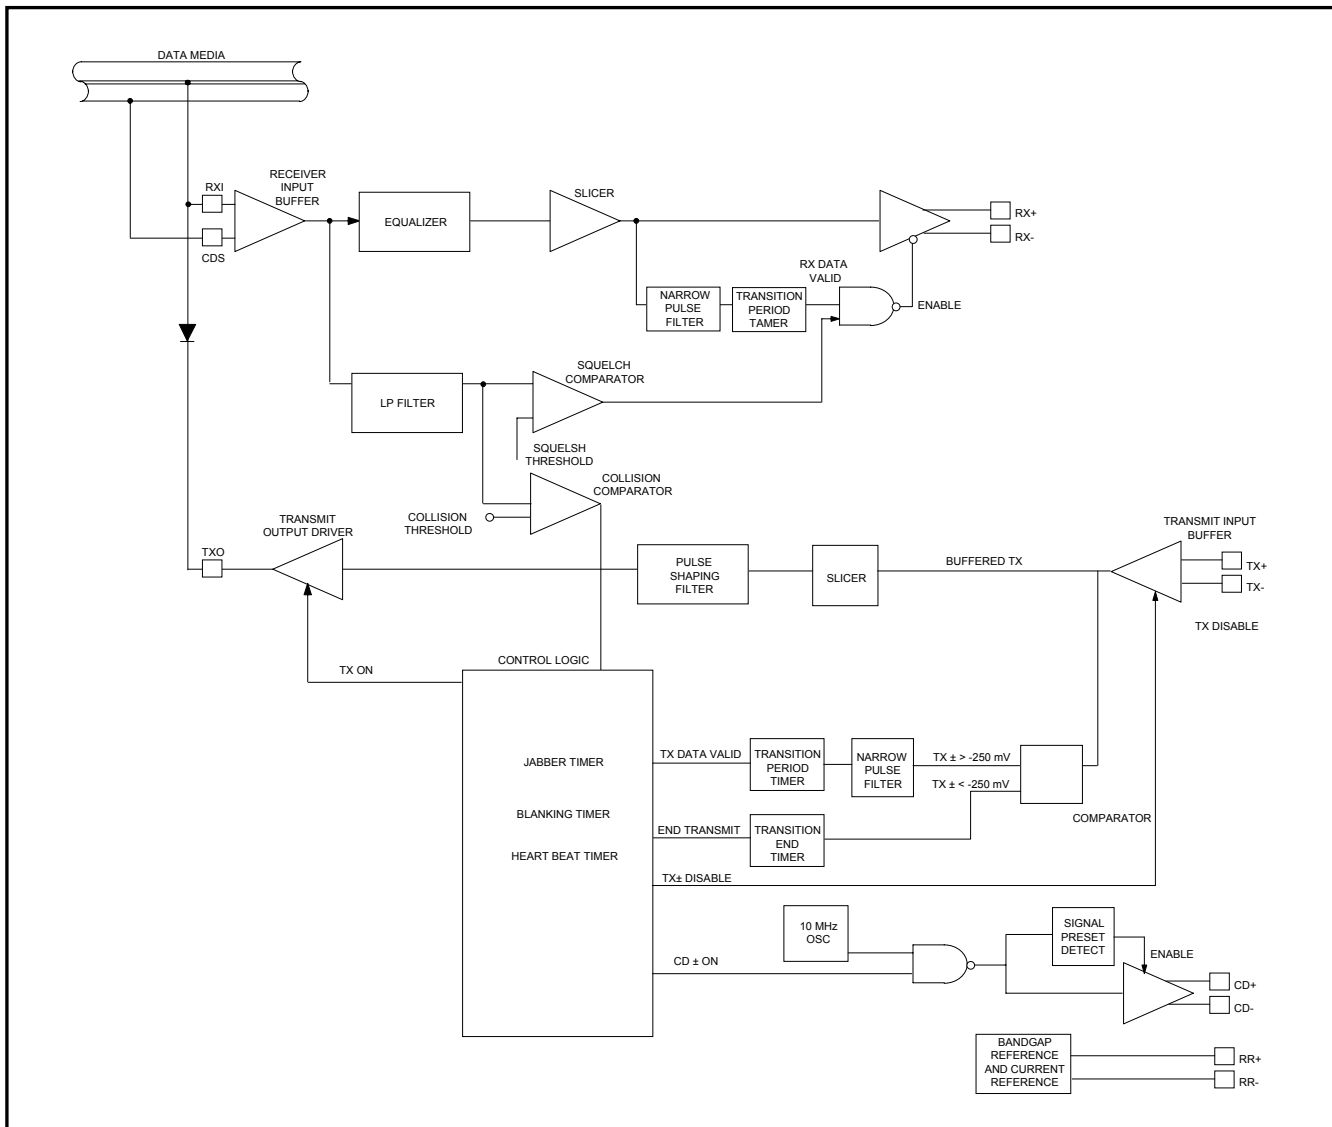 DATA MEDIA
RXI
CDS
RECEIVER
INPUT
BUFFER
EQUALIZER
SLICER
RX+
RX-
RX DATA
VALID
NARROW
PULSE
FILTER
TRANSITION
PERIOD
TAMER
ENABLE
LP FILTER
SQUELCH
COMPARATOR
SQUELSH
THRESHOLD
COLLISION
COMPARATOR
COLLISION
THRESHOLD
TRANSMIT
OUTPUT DRIVER
TXO
PULSE
SHAPING
FILTER
SLICER
BUFFERED TX
TRANSMIT INPUT
BUFFER
TX+
TX-
TX DISABLE
TX ON
CONTROL LOGIC
JABBER TIMER
BLANKING TIMER
HEART BEAT TIMER
TX DATA VALID
TRANSITION
PERIOD
TIMER
NARROW
PULSE
FILTER
TX ± > -250 mV
TX ± < -250 mV
COMPARATOR
END TRANSMIT
TRANSITION
END
TIMER
TX± DISABLE
10 MHz
OSC
CD ± ON
SIGNAL
PRESET
DETECT
ENABLE
CD+
CD-
BANDGAP
REFERENCE
AND CURRENT
REFERENCE
RR+
RR-